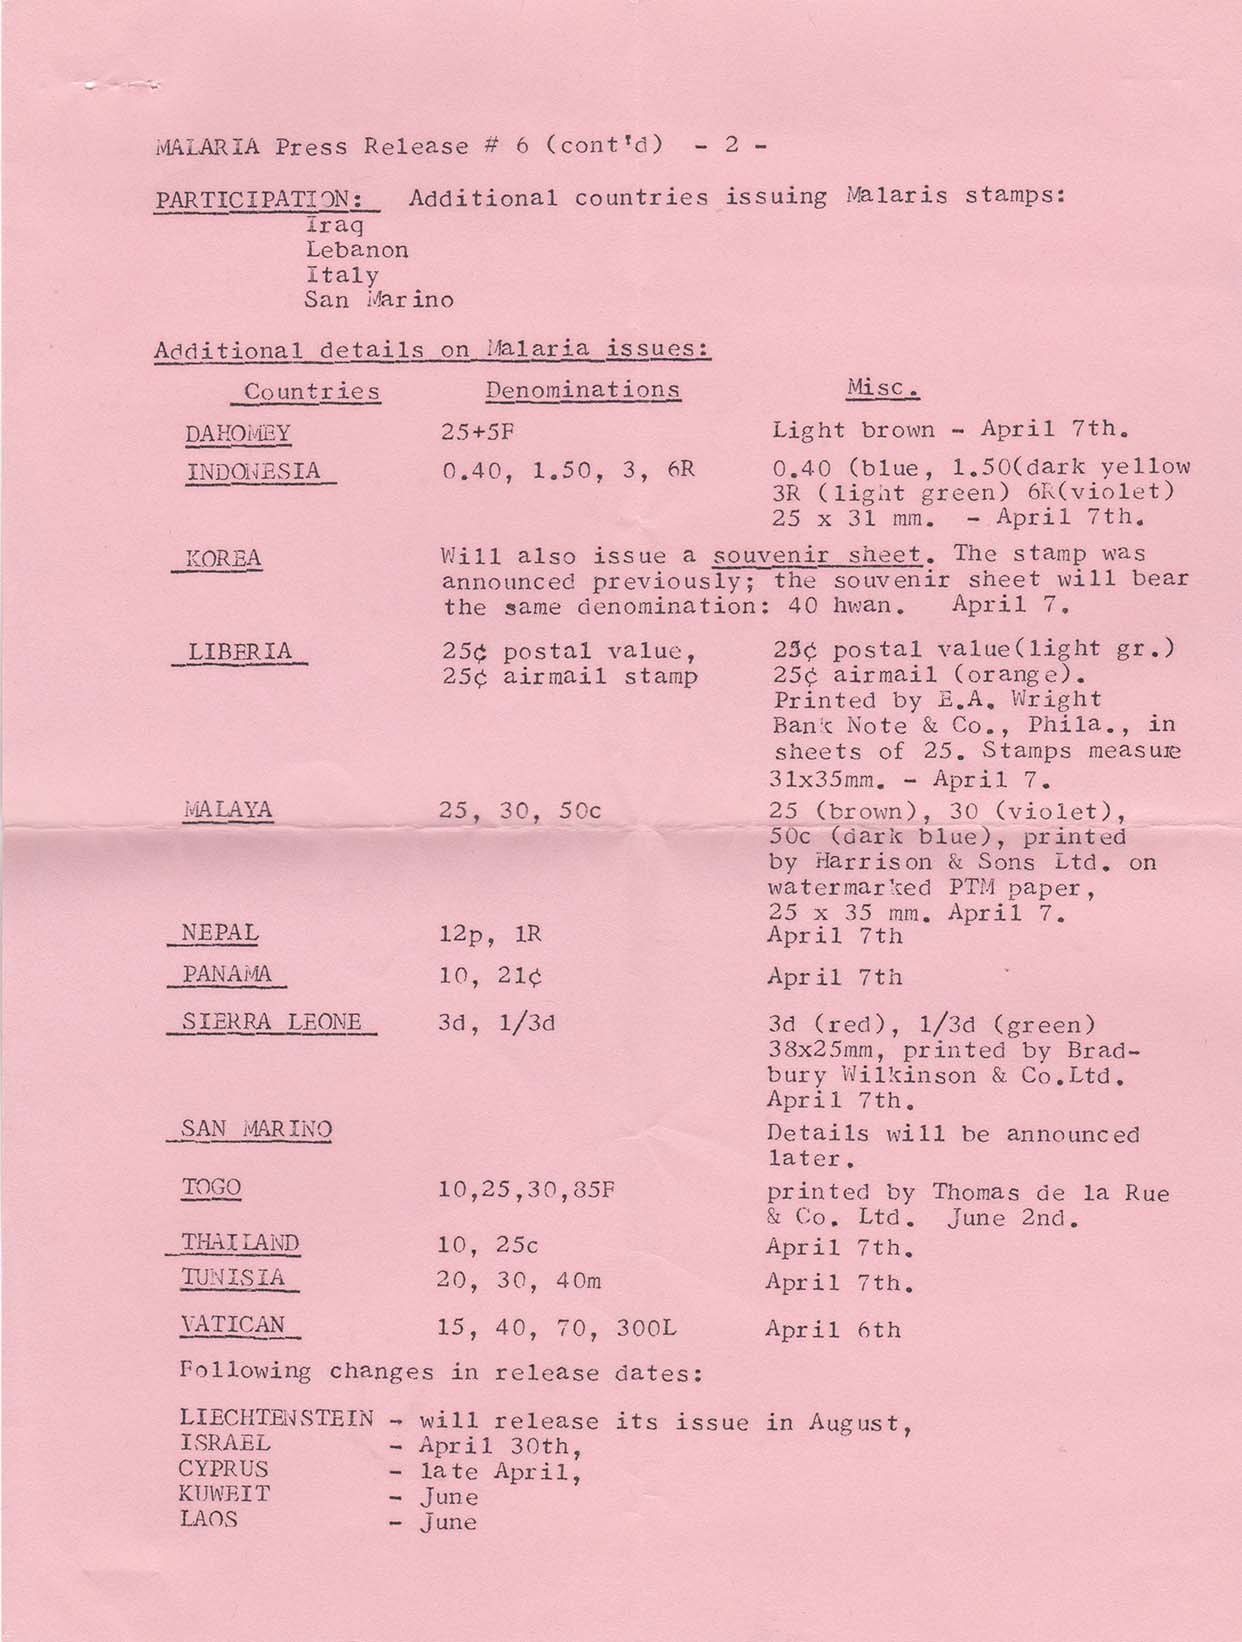 MALARIA Press Release # 6 (cont'd) - 2 -
PARTICIPATION: Additional countries issuing Malaris stamps:
Iraq
Lebanon
Italy
San Marino
Additional details on Malaria issues:
Countries Denominations Misc.
DAHOMEY 25+5F Light brown - April 7th.
INDONESIA 0.40, 1.50, 3, 6R 0.40 (blue, 1.50(dark yellow
3R (light green) 6R(violet)
25 x 31 mm. - April 7th.
KOREA Will also issue a souvenir sheet. The stamp was
announced previously; the souvenir sheet will bear
the same denomination: 40 hwan. April 7.
LIBERIA 25¢ postal value, 25¢ postal value(light gr.)
25¢ airmail stamp 25¢ airmail (orange).
Printed by E.A. Wright
Bank Note & Co., Phila., in
sheets of 25. Stamps measure
31x35mm. - April 7.
MALAYA 25, 30, 50c 25 (brown), 30 (violet),
50c (dark blue), printed
by Harrison & Sons Ltd. on
watermarked PTM paper,
25 x 35 mm. April 7.
NEPAL 12p, 1R April 7th
PANAMA 10, 21¢ April 7th
SIERRA LEONE 3d, 1/3d 3d (red), 1/3d (green)
38x25mm, printed by Brad-
bury Wilkinson & Co.Ltd.
April 7th.
SAN MARINO Details will be announced
later.
TOGO 10,25,30,85F printed by Thomas de la Rue
& Co. Ltd. June 2nd.
THAILAND 10, 25c April 7th.
TUNISIA 20, 30, 40m April 7th.
VATICAN 15, 40, 70, 300L April 6th
Following changes in release dates:
LIECHTENSTEIN - will release its issue in August,
ISRAEL - April 30th,
CYPRUS - late April,
KUWEIT - June
LAOS - June